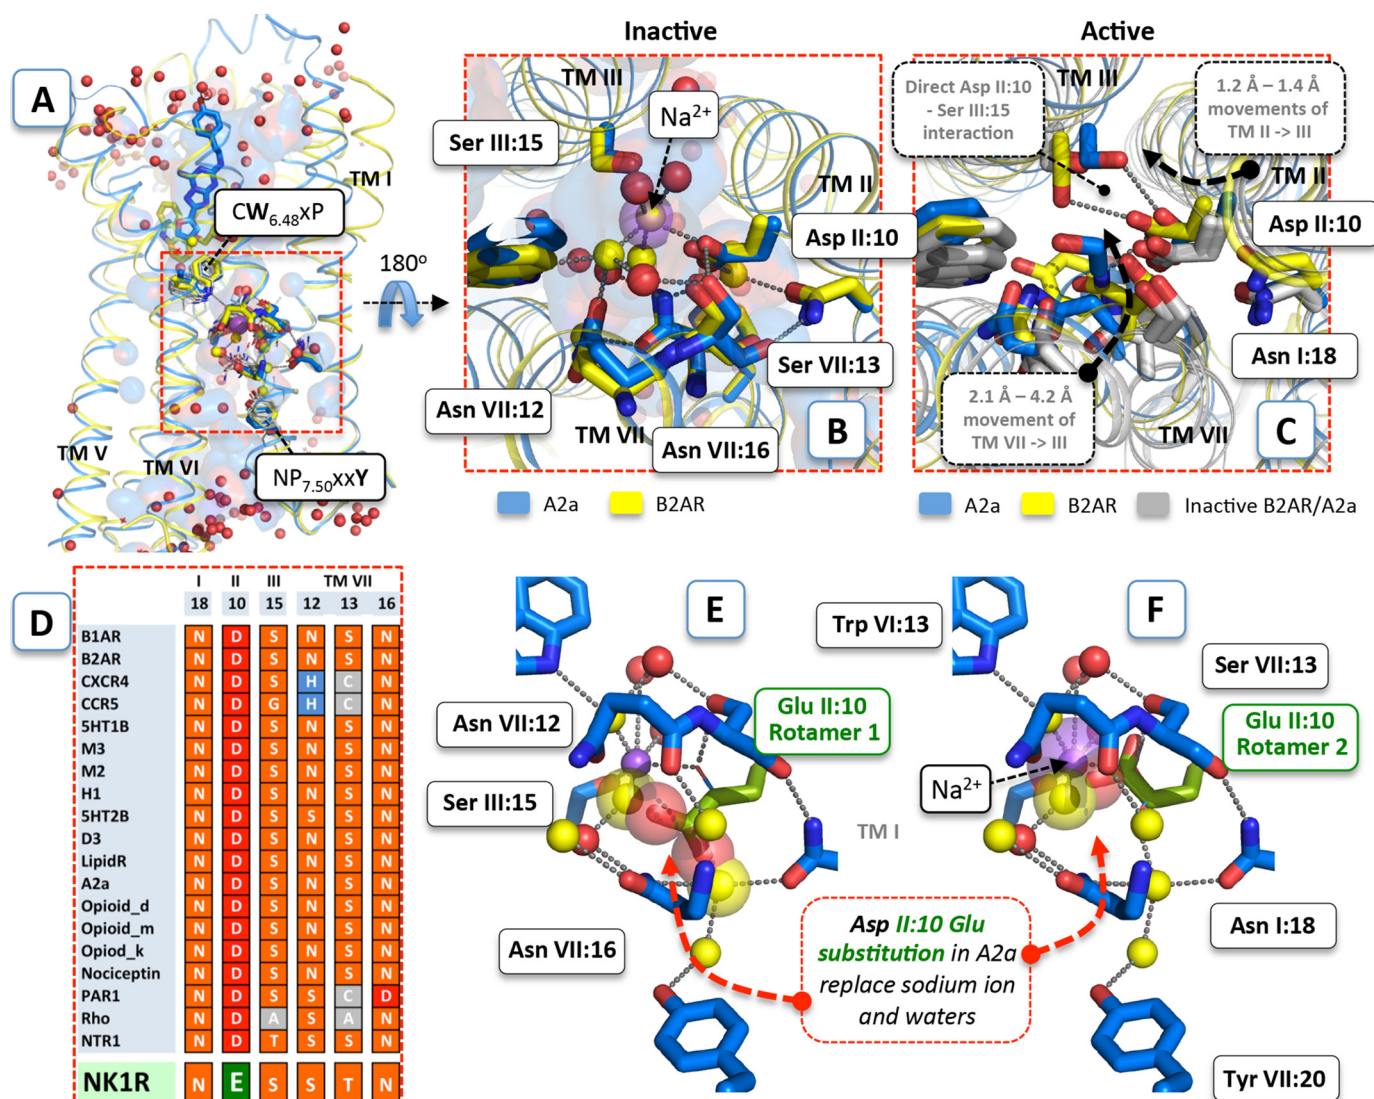 A
TM I
CW6.48xP
NP7.50xxY
TM V
TM VI
180º
Inactive
TM III
Na2+
Ser III:15
TM II
Asp II:10
Ser VII:13
Asn VII:12
TM VII
Asn VII:16
B
A2a
B2AR
Active
Direct Asp II:10
- Ser III:15
interaction
TM III
1.2 Å – 1.4 Å
movements of
TM II -> III
TM II
Asp II:10
Asn I:18
2.1 Å – 4.2 Å
movement of
TM VII -> III
TM VII
C
A2a
B2AR
Inactive B2AR/A2a
D
I II III TM VII
18 10 15 12 13 16
B1AR N D S N S N
B2AR N D S N S N
CXCR4 N D S H C N
CCR5 N D G H C N
5HT1B N D S N S N
M3 N D S N S N
M2 N D S N S N
H1 N D S N S N
5HT2B N D S S S N
D3 N D S N S N
LipidR N D S N S N
A2a N D S N S N
Opioid_d N D S N S N
Opioid_m N D S N S N
Opiod_k N D S N S N
Nociceptin N D S N S N
PAR1 N D S S C D
Rho N D A S A N
NTR1 N D T S S N
NK1R N E S S T N
E
Asn VII:12
Ser III:15
Asn VII:16
Glu II:10
Rotamer 1
TM I
Trp VI:13
F
Ser VII:13
Glu II:10
Rotamer 2
Na2+
Asn I:18
Tyr VII:20
Asp II:10 Glu
substitution in A2a
replace sodium ion
and waters